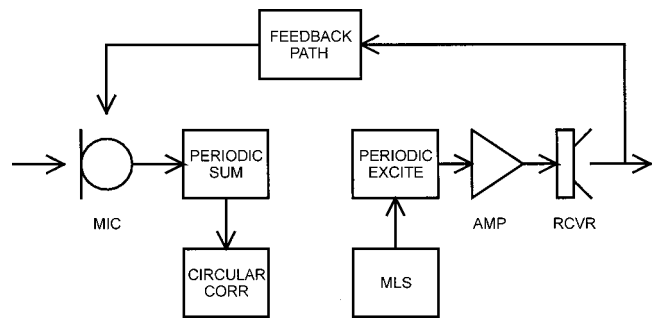 FEEDBACK
PATH
PERIODIC
SUM
PERIODIC
EXCITE
MIC
AMP
RCVR
CIRCULAR
CORR
MLS